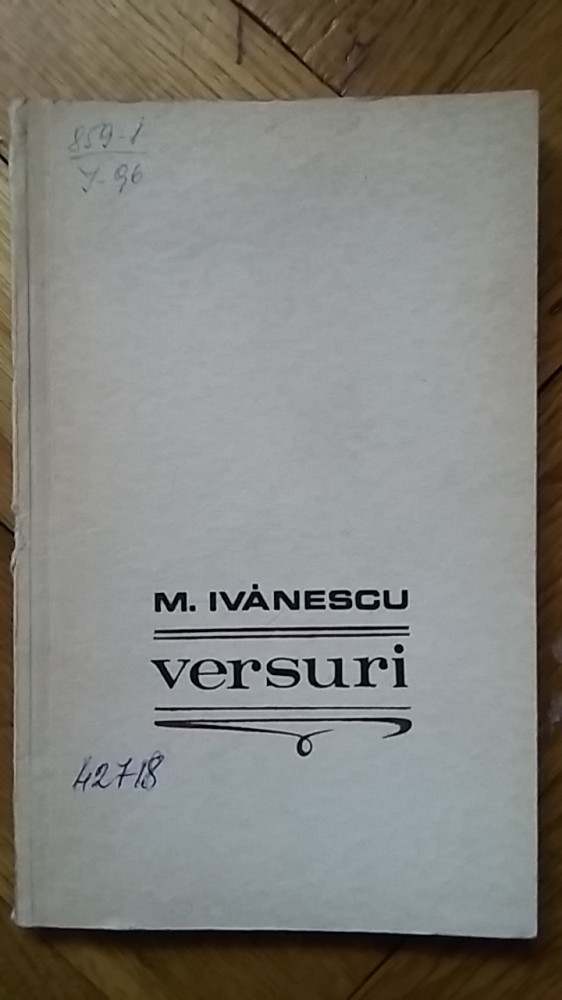 859-1
Y-96
M. IVĂNESCU
versuri
42718